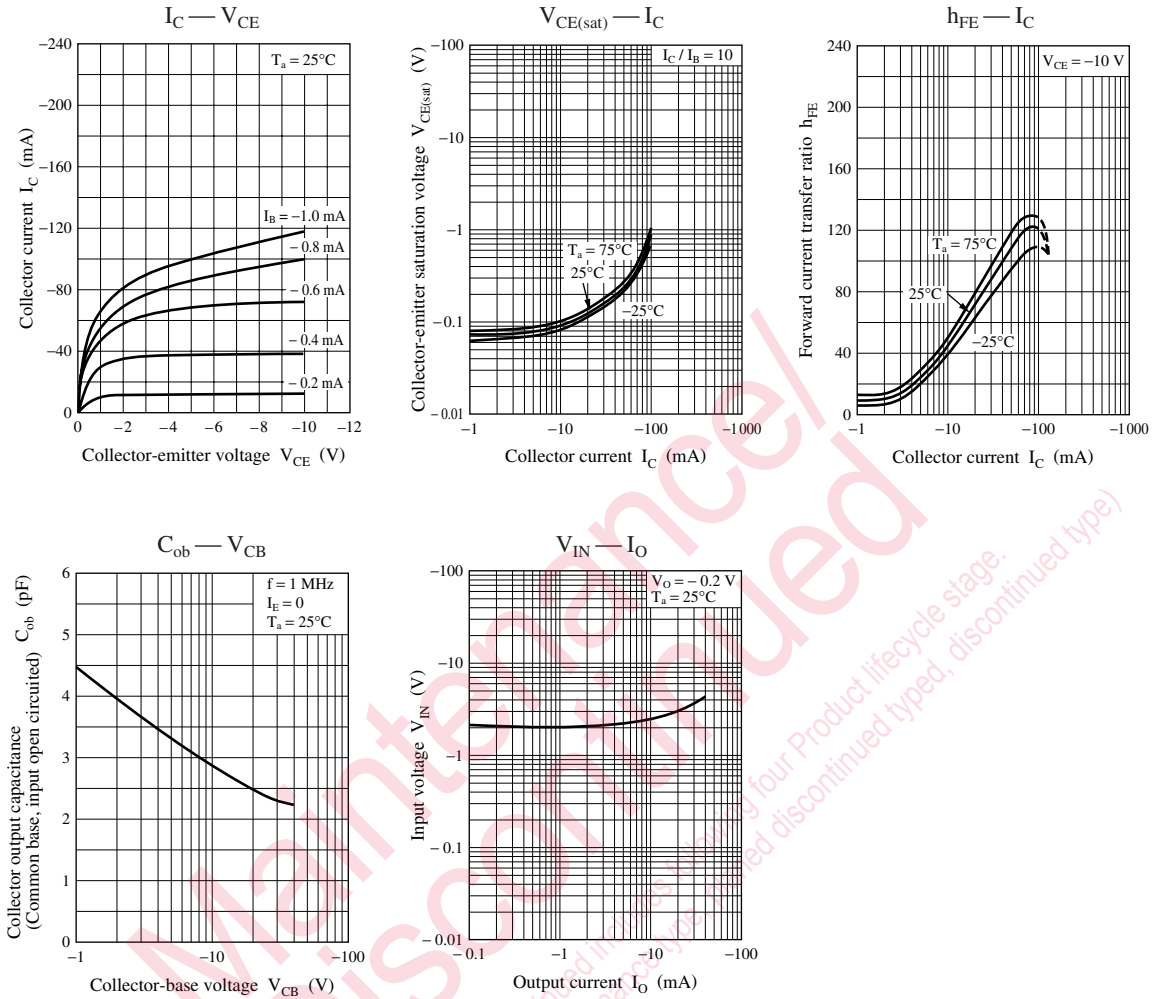 I_C — V_CE
−240
−200
−160
−120
−80
−40
0
0
−2
−4
−6
−8
−10
−12
T_a = 25°C
I_B = −1.0 mA
− 0.8 mA
− 0.6 mA
− 0.4 mA
− 0.2 mA
Collector current I_C (mA)
Collector-emitter voltage V_CE (V)
V_CE(sat) — I_C
−100
−10
−1
− 0.1
− 0.01
−1
−10
−100
−1000
I_C / I_B = 10
T_a = 75°C
25°C
−25°C
Collector-emitter saturation voltage V_CE(sat) (V)
Collector current I_C (mA)
h_FE — I_C
240
200
160
120
80
40
0
−1
−10
−100
−1000
V_CE = −10 V
T_a = 75°C
25°C
−25°C
Forward current transfer ratio h_FE
Collector current I_C (mA)
C_ob — V_CB
6
5
4
3
2
1
0
−1
−10
−100
f = 1 MHz
I_E = 0
T_a = 25°C
Collector output capacitance
(Common base, input open circuited) C_ob (pF)
Collector-base voltage V_CB (V)
V_IN — I_O
−100
−10
−1
− 0.1
− 0.01
−0.1
−1
−10
−100
V_O = − 0.2 V
T_a = 25°C
Input voltage V_IN (V)
Output current I_O (mA)
Maintenance/
following four Product lifecycle stage.
discontinued typed, discontinued type)